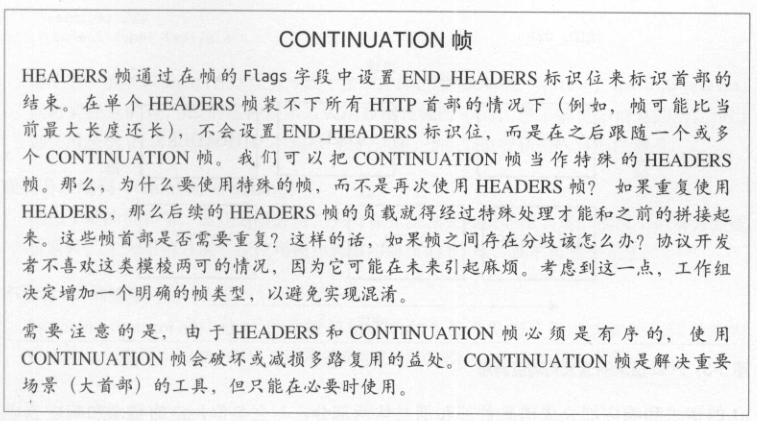 CONTINUATION 帧
HEADERS 帧通过在帧的 Flags 字段中设置 END_HEADERS 标识位来标识首部的
结束。在单个 HEADERS 帧装不下所有 HTTP 首部的情况下（例如，帧可能比当
前最大长度还长），不会设置 END_HEADERS 标识位，而是在之后跟随一个或多
个 CONTINUATION 帧。我们可以把 CONTINUATION 帧当作特殊的 HEADERS
帧。那么，为什么要使用特殊的帧，而不是再次使用 HEADERS 帧？ 如果重复使用
HEADERS，那么后续的 HEADERS 帧的负载就得经过特殊处理才能和之前的拼接起
来。这些帧首部是否需要重复？这样的话，如果帧之间存在分歧该怎么办？协议开发
者不喜欢这类模棱两可的情况，因为它可能在未来引起麻烦。考虑到这一点，工作组
决定增加一个明确的帧类型，以避免实现混淆。
需要注意的是，由于 HEADERS 和 CONTINUATION 帧必须是有序的，使用
CONTINUATION 帧会破坏或减损多路复用的益处。CONTINUATION 帧是解决重要
场景（大首部）的工具，但只能在必要时使用。